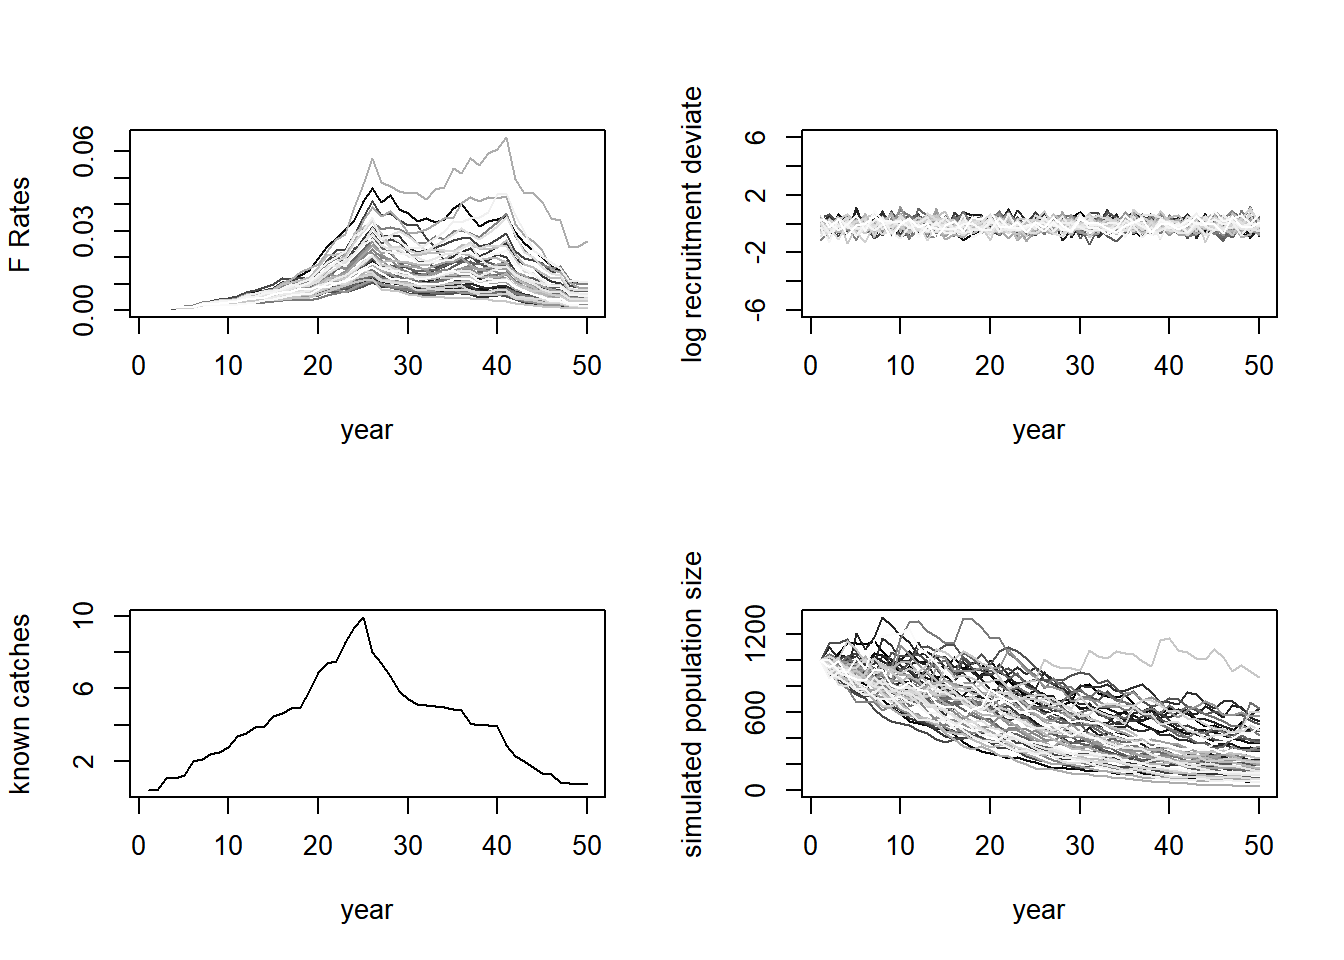 F Rates
0.06
0.03
0.00
0 10 20 30 40 50
year
log recruitment deviate
6
2
-2
-6
0 10 20 30 40 50
year
known catches
10
6
2
0 10 20 30 40 50
year
simulated population size
1200
600
0
0 10 20 30 40 50
year